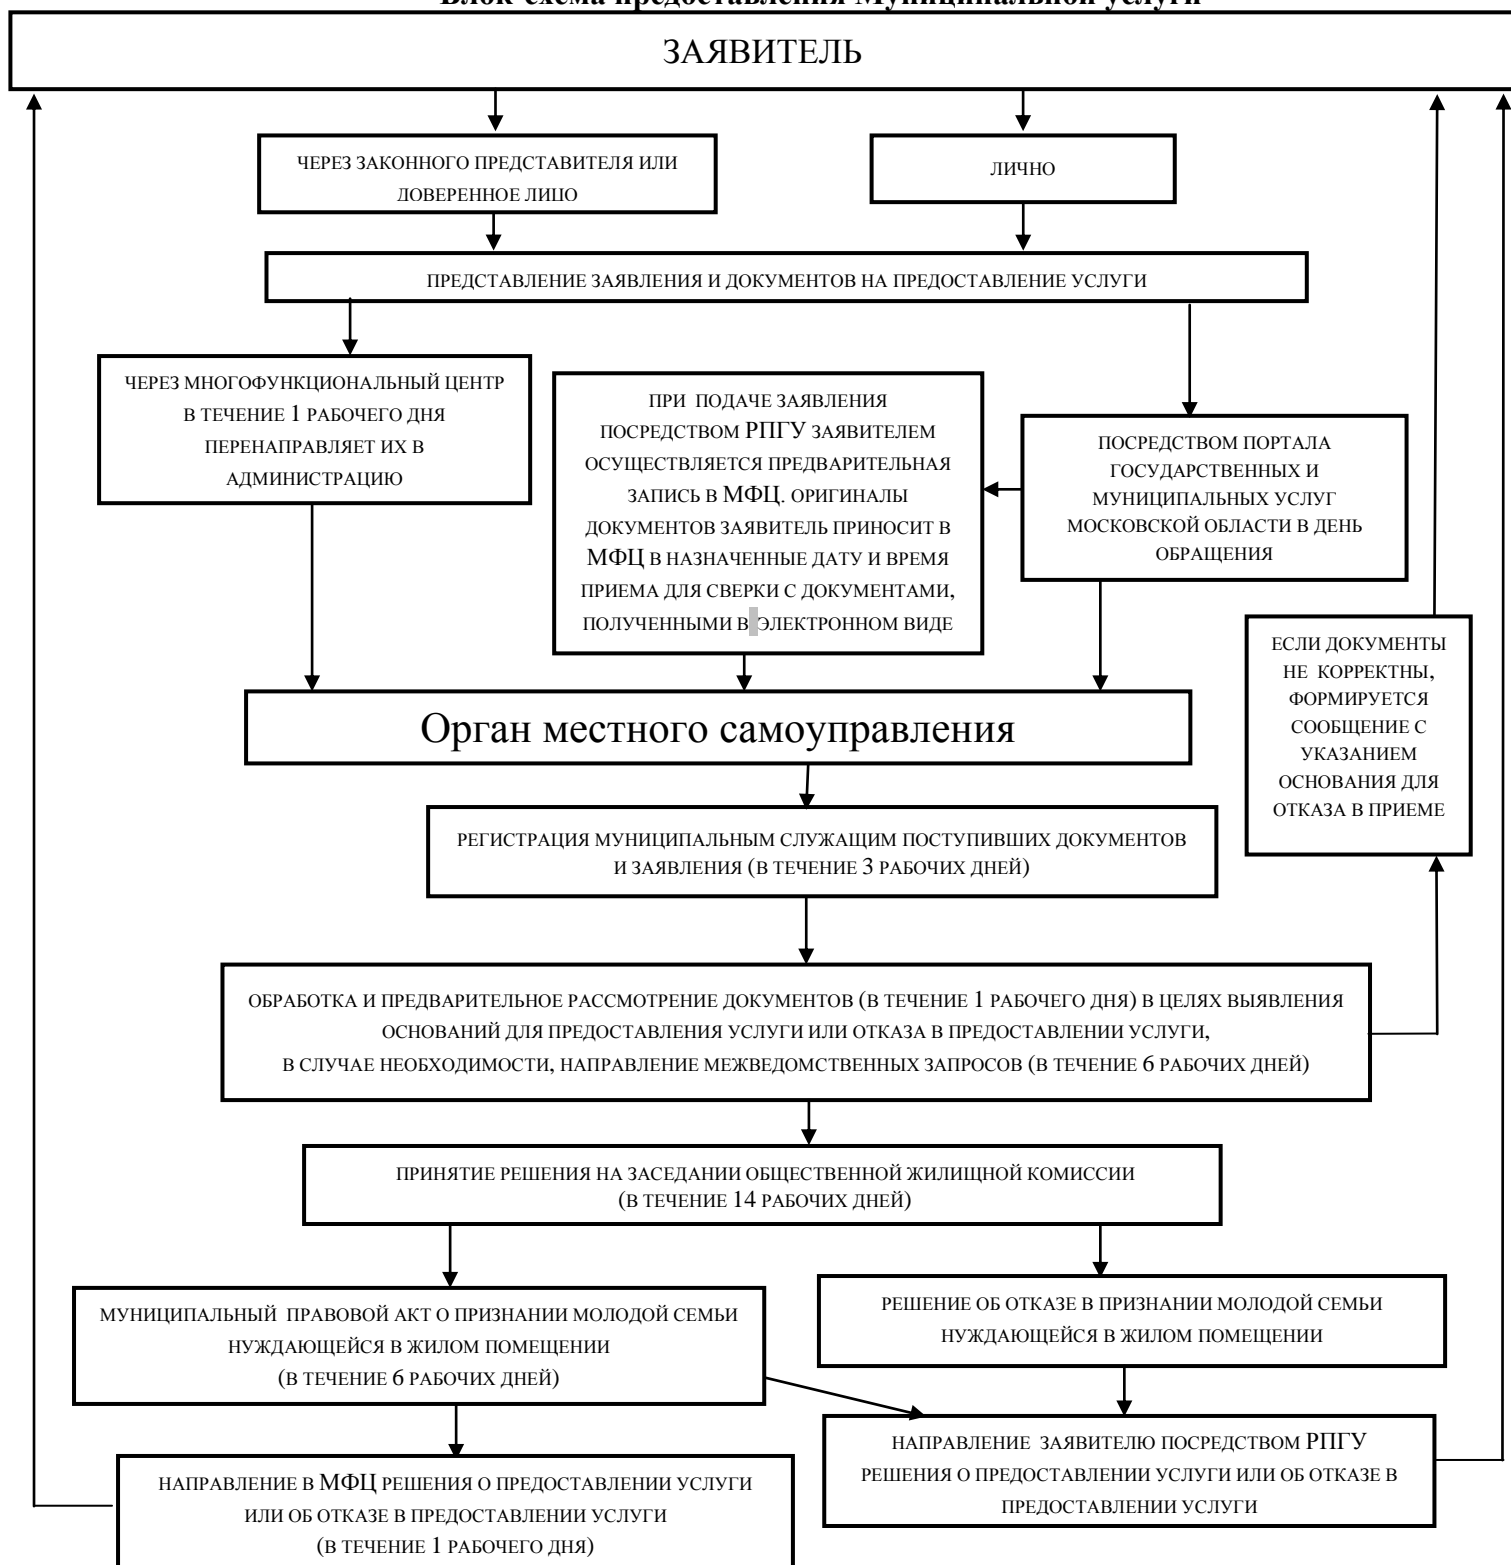 Блок-схема предоставления Муниципальной услуги
ЗАЯВИТЕЛЬ
ЧЕРЕЗ ЗАКОННОГО ПРЕДСТАВИТЕЛЯ ИЛИ
ДОВЕРЕННОЕ ЛИЦО
ЛИЧНО
ПРЕДСТАВЛЕНИЕ ЗАЯВЛЕНИЯ И ДОКУМЕНТОВ НА ПРЕДОСТАВЛЕНИЕ УСЛУГИ
ЧЕРЕЗ МНОГОФУНКЦИОНАЛЬНЫЙ ЦЕНТР
В ТЕЧЕНИЕ 1 РАБОЧЕГО ДНЯ
ПЕРЕНАПРАВЛЯЕТ ИХ В
АДМИНИСТРАЦИЮ
ПРИ ПОДАЧЕ ЗАЯВЛЕНИЯ
ПОСРЕДСТВОМ РПГУ ЗАЯВИТЕЛЕМ
ОСУЩЕСТВЛЯЕТСЯ ПРЕДВАРИТЕЛЬНАЯ
ЗАПИСЬ В МФЦ. ОРИГИНАЛЫ
ДОКУМЕНТОВ ЗАЯВИТЕЛЬ ПРИНОСИТ В
МФЦ В НАЗНАЧЕННЫЕ ДАТУ И ВРЕМЯ
ПРИЕМА ДЛЯ СВЕРКИ С ДОКУМЕНТАМИ,
ПОЛУЧЕННЫМИ В ЭЛЕКТРОННОМ ВИДЕ
ПОСРЕДСТВОМ ПОРТАЛА
ГОСУДАРСТВЕННЫХ И
МУНИЦИПАЛЬНЫХ УСЛУГ
МОСКОВСКОЙ ОБЛАСТИ В ДЕНЬ
ОБРАЩЕНИЯ
ЕСЛИ ДОКУМЕНТЫ
НЕ КОРРЕКТНЫ,
ФОРМИРУЕТСЯ
СООБЩЕНИЕ С
УКАЗАНИЕМ
ОСНОВАНИЯ ДЛЯ
ОТКАЗА В ПРИЕМЕ
Орган местного самоуправления
РЕГИСТРАЦИЯ МУНИЦИПАЛЬНЫМ СЛУЖАЩИМ ПОСТУПИВШИХ ДОКУМЕНТОВ
И ЗАЯВЛЕНИЯ (В ТЕЧЕНИЕ 3 РАБОЧИХ ДНЕЙ)
ОБРАБОТКА И ПРЕДВАРИТЕЛЬНОЕ РАССМОТРЕНИЕ ДОКУМЕНТОВ (В ТЕЧЕНИЕ 1 РАБОЧЕГО ДНЯ) В ЦЕЛЯХ ВЫЯВЛЕНИЯ
ОСНОВАНИЙ ДЛЯ ПРЕДОСТАВЛЕНИЯ УСЛУГИ ИЛИ ОТКАЗА В ПРЕДОСТАВЛЕНИИ УСЛУГИ,
В СЛУЧАЕ НЕОБХОДИМОСТИ, НАПРАВЛЕНИЕ МЕЖВЕДОМСТВЕННЫХ ЗАПРОСОВ (В ТЕЧЕНИЕ 6 РАБОЧИХ ДНЕЙ)
ПРИНЯТИЕ РЕШЕНИЯ НА ЗАСЕДАНИИ ОБЩЕСТВЕННОЙ ЖИЛИЩНОЙ КОМИССИИ
(В ТЕЧЕНИЕ 14 РАБОЧИХ ДНЕЙ)
МУНИЦИПАЛЬНЫЙ ПРАВОВОЙ АКТ О ПРИЗНАНИИ МОЛОДОЙ СЕМЬИ
НУЖДАЮЩЕЙСЯ В ЖИЛОМ ПОМЕЩЕНИИ
(В ТЕЧЕНИЕ 6 РАБОЧИХ ДНЕЙ)
РЕШЕНИЕ ОБ ОТКАЗЕ В ПРИЗНАНИИ МОЛОДОЙ СЕМЬИ
НУЖДАЮЩЕЙСЯ В ЖИЛОМ ПОМЕЩЕНИИ
НАПРАВЛЕНИЕ ЗАЯВИТЕЛЮ ПОСРЕДСТВОМ РПГУ
РЕШЕНИЯ О ПРЕДОСТАВЛЕНИИ УСЛУГИ ИЛИ ОБ ОТКАЗЕ В
ПРЕДОСТАВЛЕНИИ УСЛУГИ
НАПРАВЛЕНИЕ В МФЦ РЕШЕНИЯ О ПРЕДОСТАВЛЕНИИ УСЛУГИ
ИЛИ ОБ ОТКАЗЕ В ПРЕДОСТАВЛЕНИИ УСЛУГИ
(В ТЕЧЕНИЕ 1 РАБОЧЕГО ДНЯ)